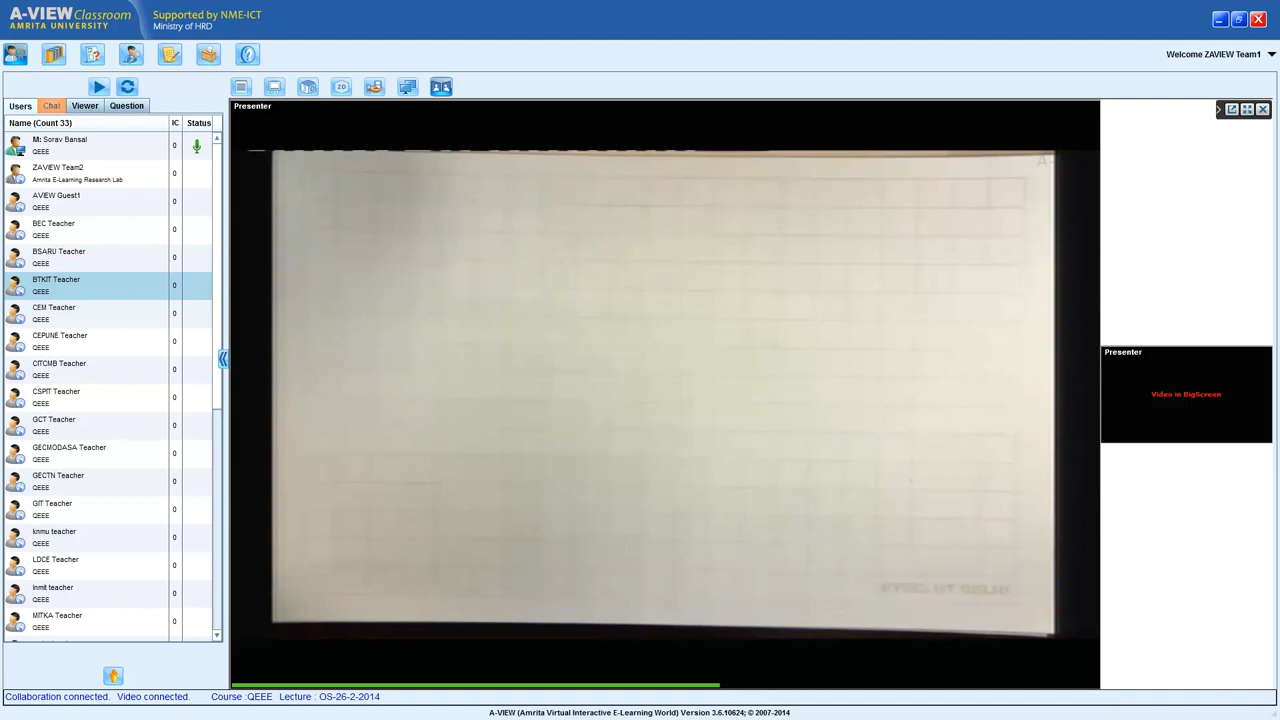 A-VIEW Classroom
AMRITA UNIVERSITY
Supported by NME-ICT
Ministry of HRD
Welcome ZAVIEW Team1
Users
Chat
Viewer
Question
Name (Count 33)
IC
Status
M: Sorav Bansal
QEEE
0
ZAVIEW Team2
Amrita E-Learning Research Lab
0
AVIEW Guest1
QEEE
0
BEC Teacher
QEEE
0
BSARU Teacher
QEEE
0
BTKIT Teacher
QEEE
0
CEM Teacher
QEEE
0
CEPUNE Teacher
QEEE
0
CITCMB Teacher
QEEE
0
CSPIT Teacher
QEEE
0
GCT Teacher
QEEE
0
GECMODASA Teacher
QEEE
0
GECTN Teacher
QEEE
0
GIT Teacher
QEEE
0
knmu teacher
QEEE
0
LDCE Teacher
QEEE
0
lnmit teacher
QEEE
0
MITKA Teacher
QEEE
0
2D
Presenter
A-
Presenter
Video in BigScreen
Collaboration connected. Video connected. Course :QEEE Lecture : OS-26-2-2014
A-VIEW (Amrita Virtual Interactive E-Learning World) Version 3.6.10624; © 2007-2014